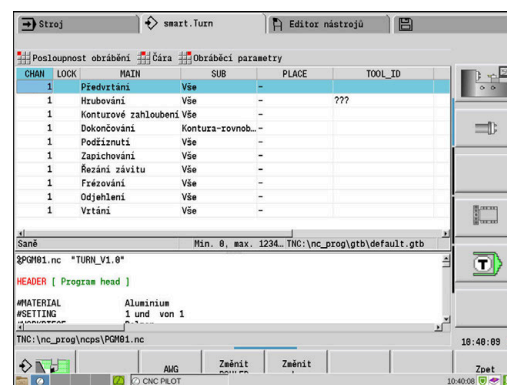 Stroj smart.Turn Editor nástrojů
Posloupnost obrábění Čára Obráběcí parametry
CHAN LOCK MAIN SUB PLACE TOOL_ID
1 Předvrtání Vše -
1 Hrubování Vše - ???
1 Konturové zahloubení Vše -
1 Dokončování Kontura-rovnob… -
1 Podříznutí Vše -
1 Zapichování Vše -
1 Řezání závitu Vše -
1 Frézování Vše -
1 Odjehlení Vše -
1 Vrtání Vše -
Saně Min. 0, max. 1234… TNC:\nc_prog\gtb\default.gtb
%PGM01.nc "TURN_V1.0"
HEADER [ Program head ]
#MATERIAL Aluminium
#SETTING 1 und von 1
TNC:\nc_prog\ncps\PGM01.nc
T
10:40:09
AWG Změnit Změnit Zpet
CNC PILOT 10:40:08